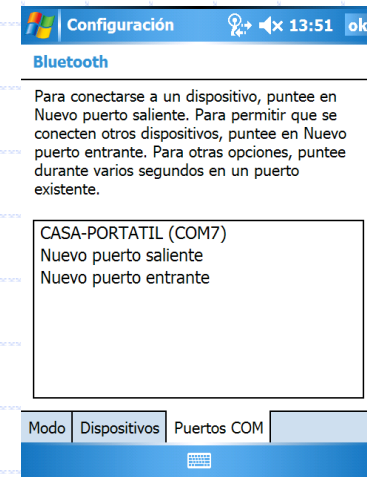 Configuración 13:51 ok
Bluetooth
Para conectarse a un dispositivo, puntee en
Nuevo puerto saliente. Para permitir que se
conecten otros dispositivos, puntee en Nuevo
puerto entrante. Para otras opciones, puntee
durante varios segundos en un puerto
existente.
CASA-PORTATIL (COM7)
Nuevo puerto saliente
Nuevo puerto entrante
Modo Dispositivos Puertos COM